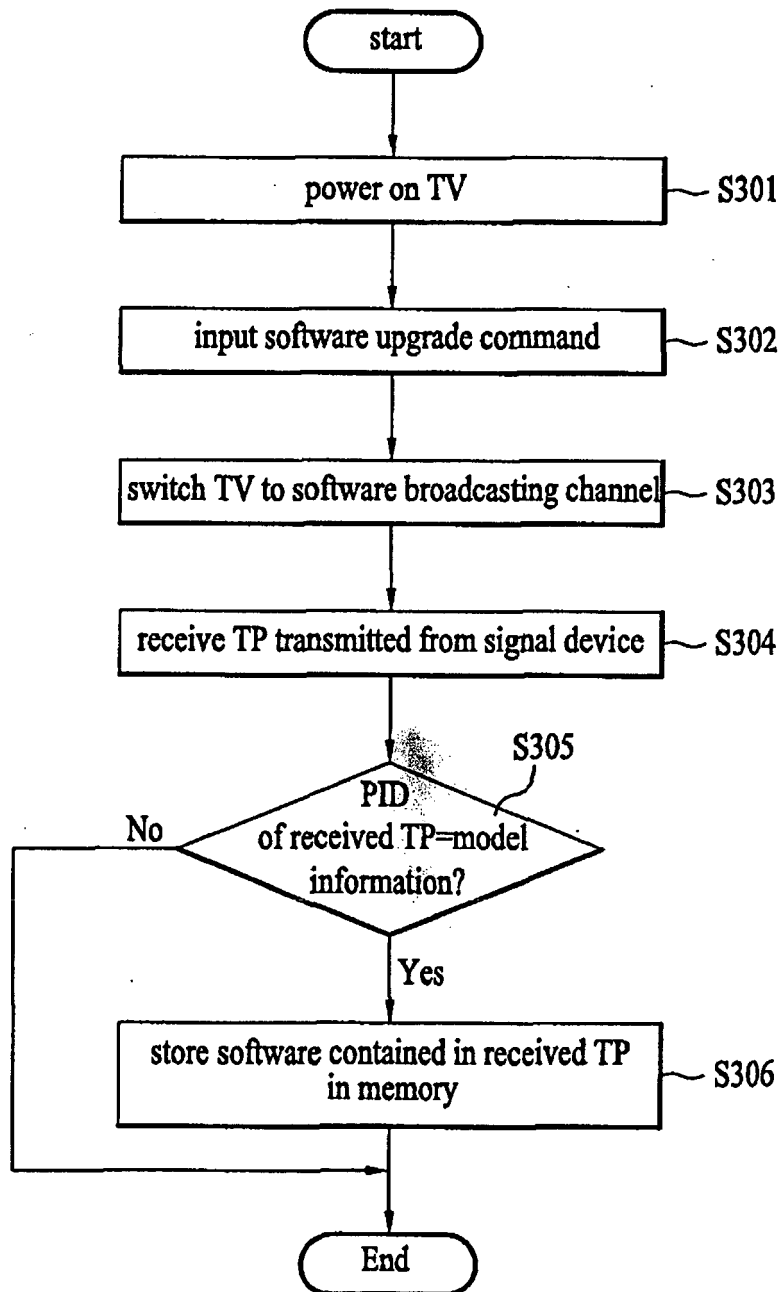 start
power on TV
S301
input software upgrade command
S302
switch TV to software broadcasting channel
S303
receive TP transmitted from signal device
S304
S305
PID
of received TP=model
information?
No
Yes
store software contained in received TP
in memory
S306
End